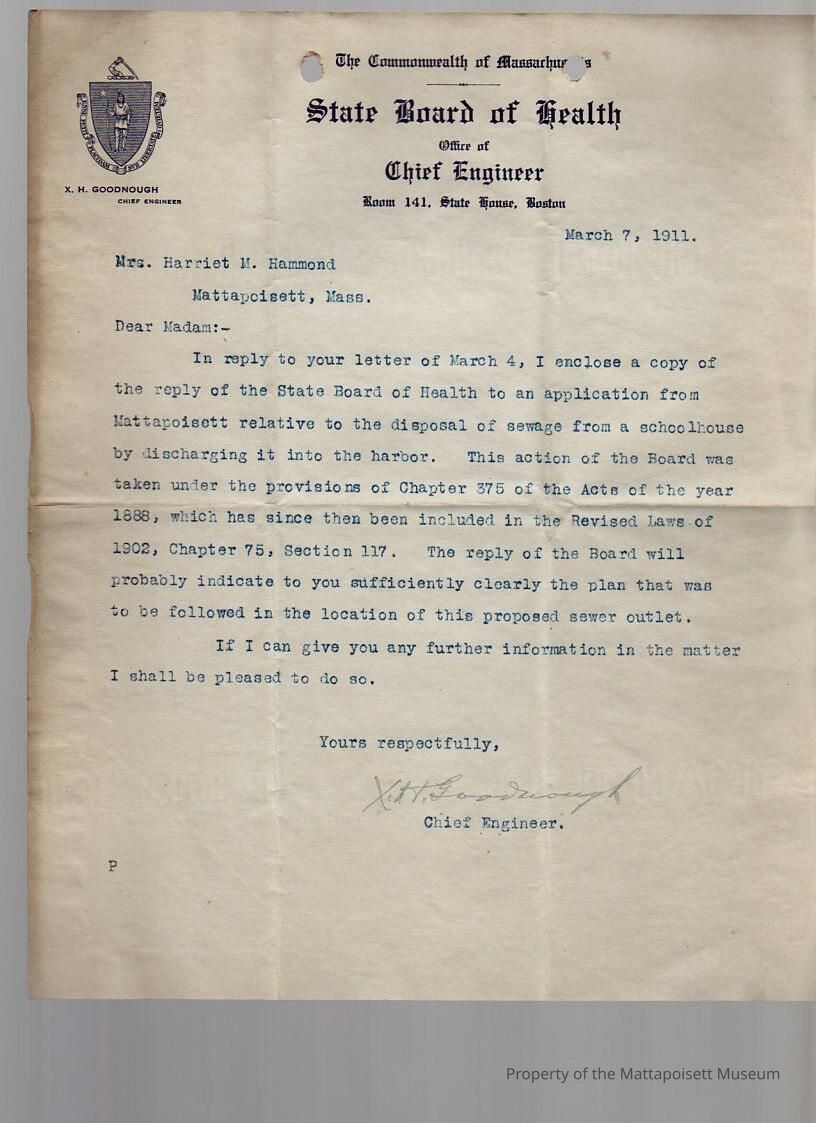 The Commonwealth of Massachus s
State Board of Health
Office of
Chief Engineer
Room 141, State House, Boston
X. H. GOODNOUGH
CHIEF ENGINEER
March 7, 1911.
Mrs. Harriet M. Hammond
Mattapoisett, Mass.
Dear Madam:-
In reply to your letter of March 4, I enclose a copy of
the reply of the State Board of Health to an application from
Mattapoisett relative to the disposal of sewage from a schoolhouse
by discharging it into the harbor. This action of the Board was
taken under the provisions of Chapter 375 of the Acts of the year
1888, which has since then been included in the Revised Laws of
1902, Chapter 75, Section 117. The reply of the Board will
probably indicate to you sufficiently clearly the plan that was
to be followed in the location of this proposed sewer outlet.
If I can give you any further information in the matter
I shall be pleased to do so.
Yours respectfully,
X. H. Goodnough
Chief Engineer.
P
Property of the Mattapoisett Museum